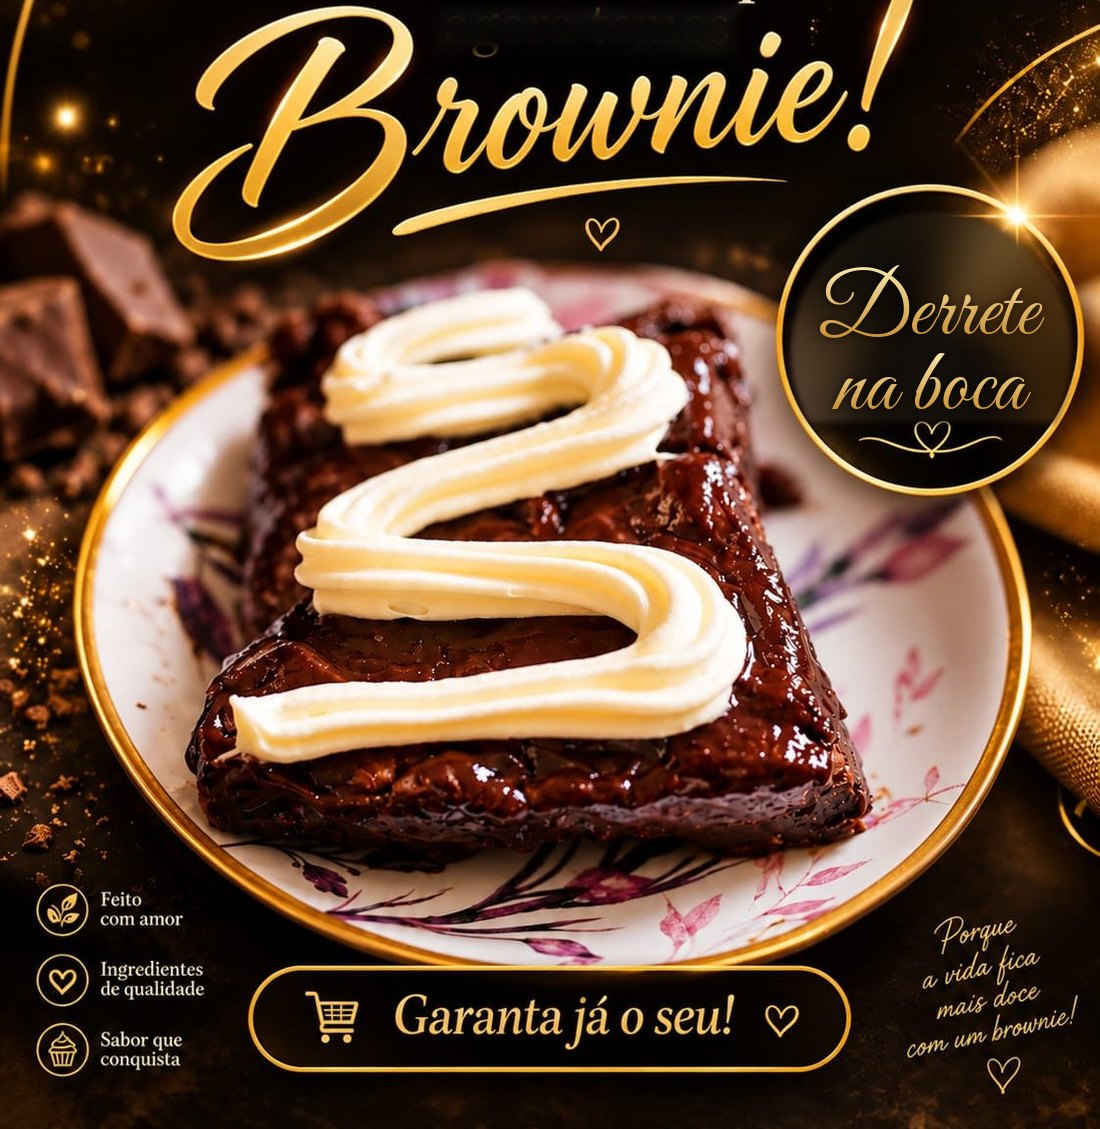 Brownie!
Derrete
na boca
Feito
com amor
Ingredientes
de qualidade
Sabor que
conquista
Garanta já o seu!
Porque
a vida fica
mais doce
com um brownie!